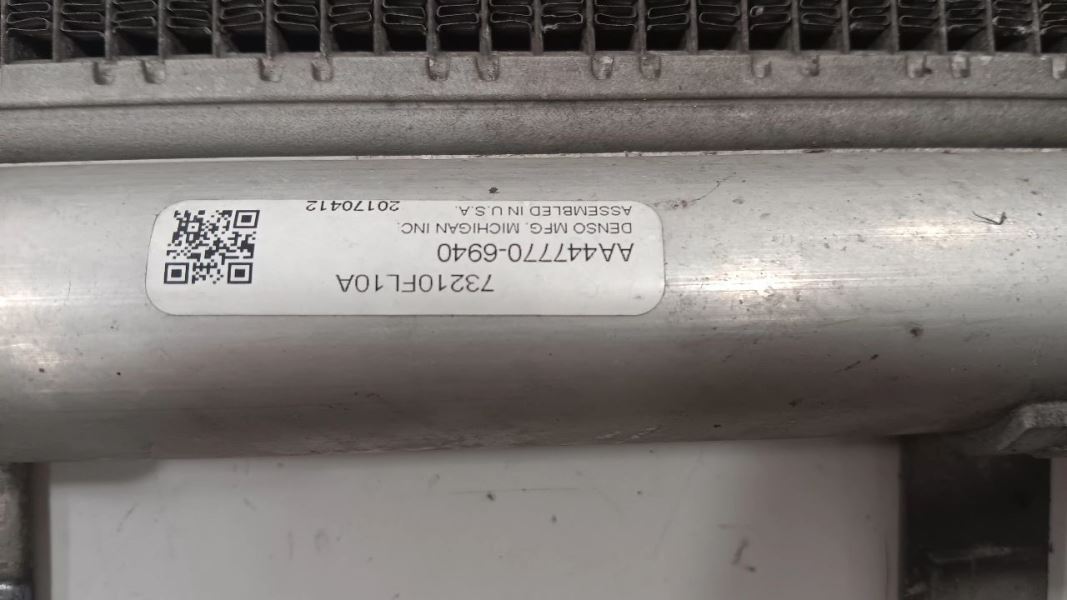 73210FL10A
AA447770-6940
DENSO MFG. MICHIGAN INC.
ASSEMBLED IN U.S.A.
20170412